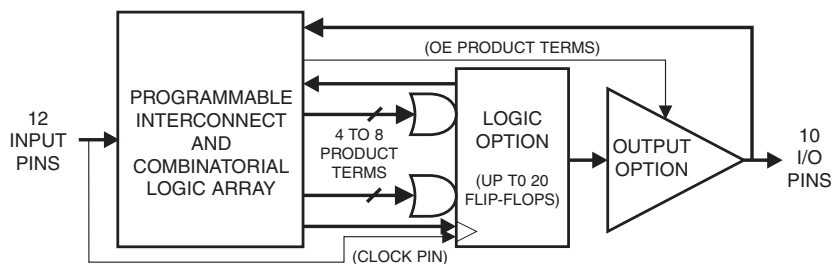 (OE PRODUCT TERMS)
PROGRAMMABLE
INTERCONNECT
AND
COMBINATORIAL
LOGIC ARRAY
12
INPUT
PINS
4 TO 8
PRODUCT
TERMS
LOGIC
OPTION
(UP T0 20
FLIP-FLOPS)
OUTPUT
OPTION
10
I/O
PINS
(CLOCK PIN)